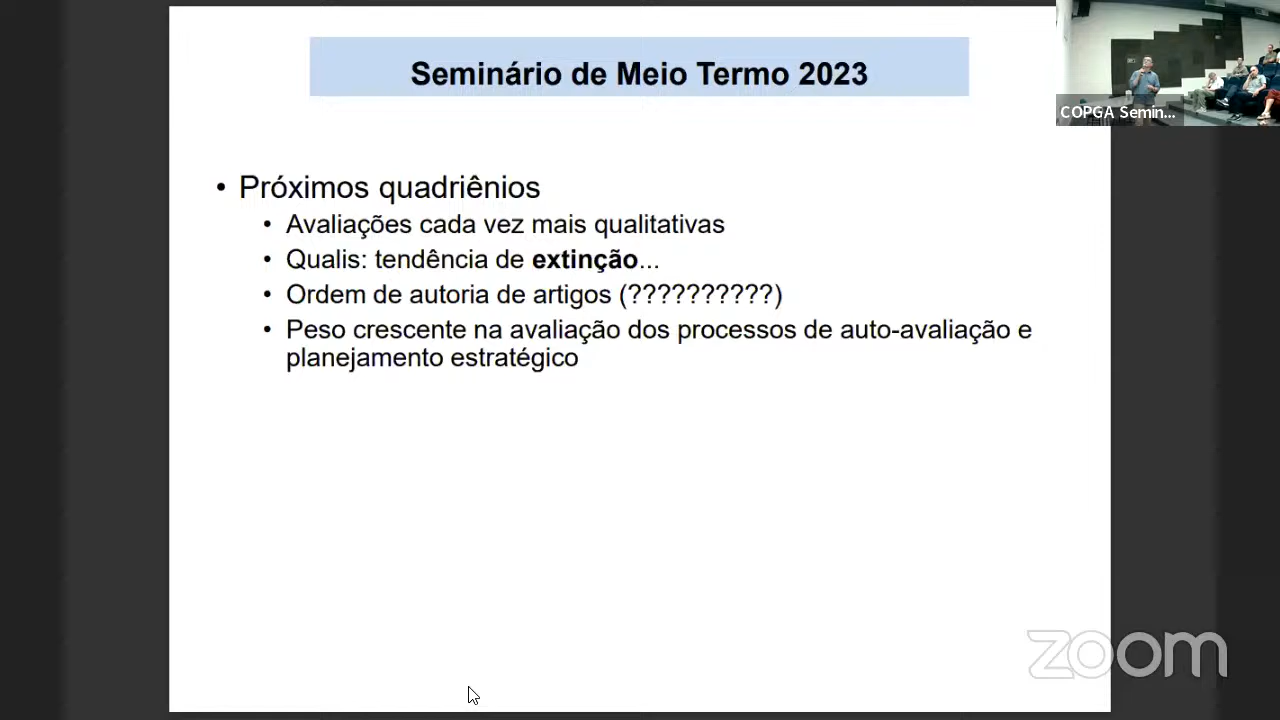 Seminário de Meio Termo 2023
COPGA Semin...
• Próximos quadriênios
• Avaliações cada vez mais qualitativas
• Qualis: tendência de extinção...
• Ordem de autoria de artigos (??????????)
• Peso crescente na avaliação dos processos de auto-avaliação e
planejamento estratégico
zoom